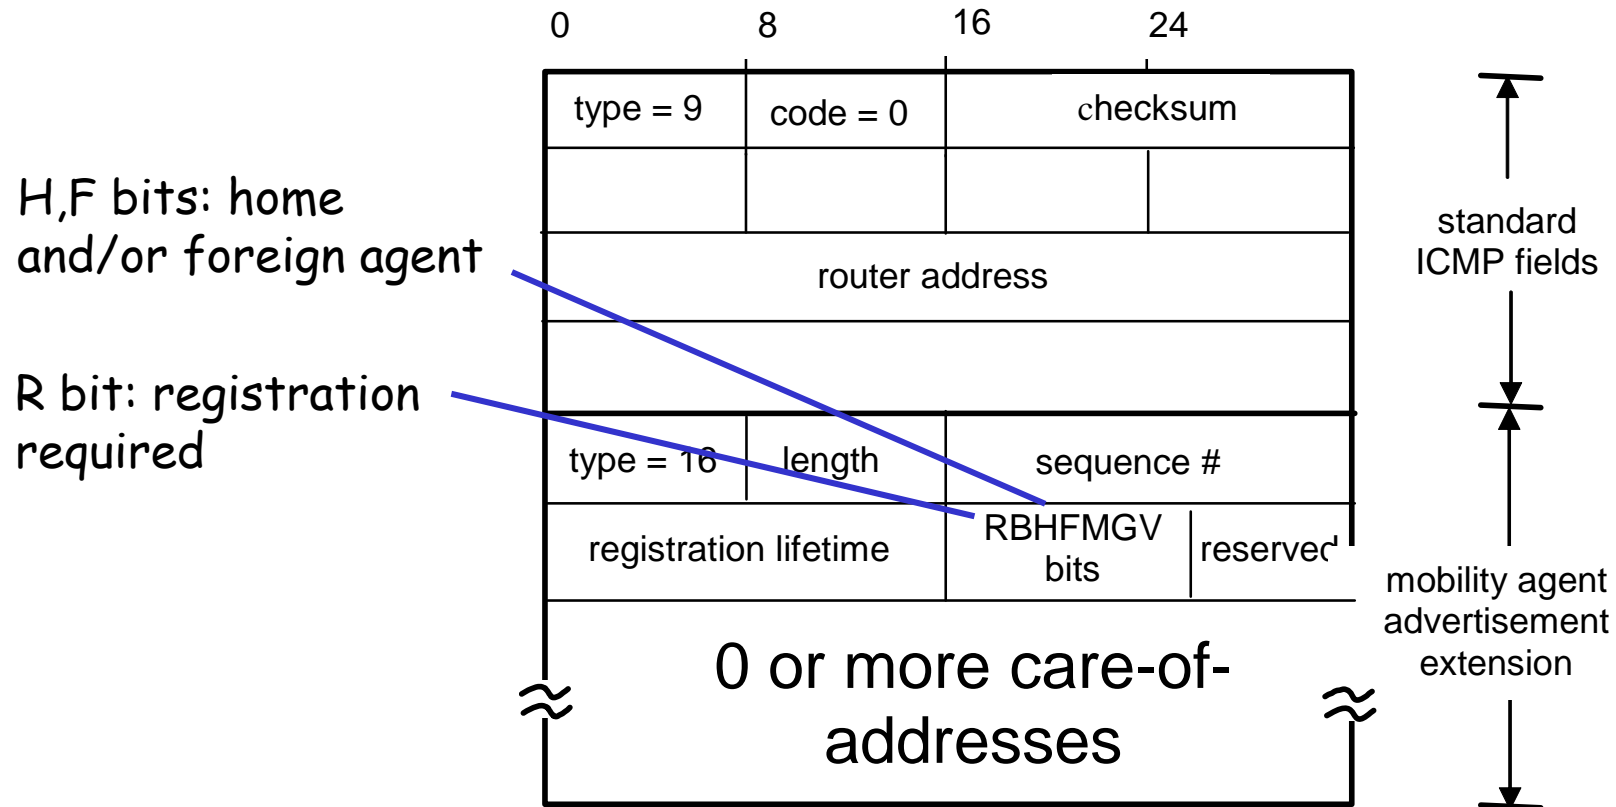 0 8 16 24
type = 9 code = 0 checksum
H,F bits: home
and/or foreign agent
standard
ICMP fields
router address
R bit: registration
required
type = 16 length sequence #
registration lifetime RBHFMGV
bits reserved
mobility agent
advertisement
extension
0 or more care-of-
addresses